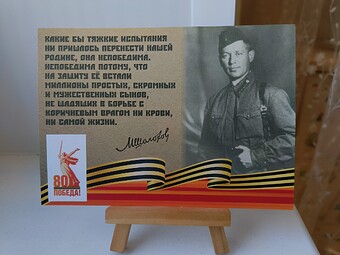 КАКИЕ БЫ ТЯЖКИЕ ИСПЫТАНИЯ
НИ ПРИШЛОСЬ ПЕРЕНЕСТИ НАШЕЙ
РОДИНЕ, ОНА НЕПОБЕДИМА.
НЕПОБЕДИМА ПОТОМУ, ЧТО
НА ЗАЩИТУ ЕЁ ВСТАЛИ
МИЛЛИОНЫ ПРОСТЫХ, СКРОМНЫХ
И МУЖЕСТВЕННЫХ СЫНОВ,
НЕ ЩАДЯЩИХ В БОРЬБЕ С
КОРИЧНЕВЫМ ВРАГОМ НИ КРОВИ,
НИ САМОЙ ЖИЗНИ.
МШолохов
80
ПОБЕДА!